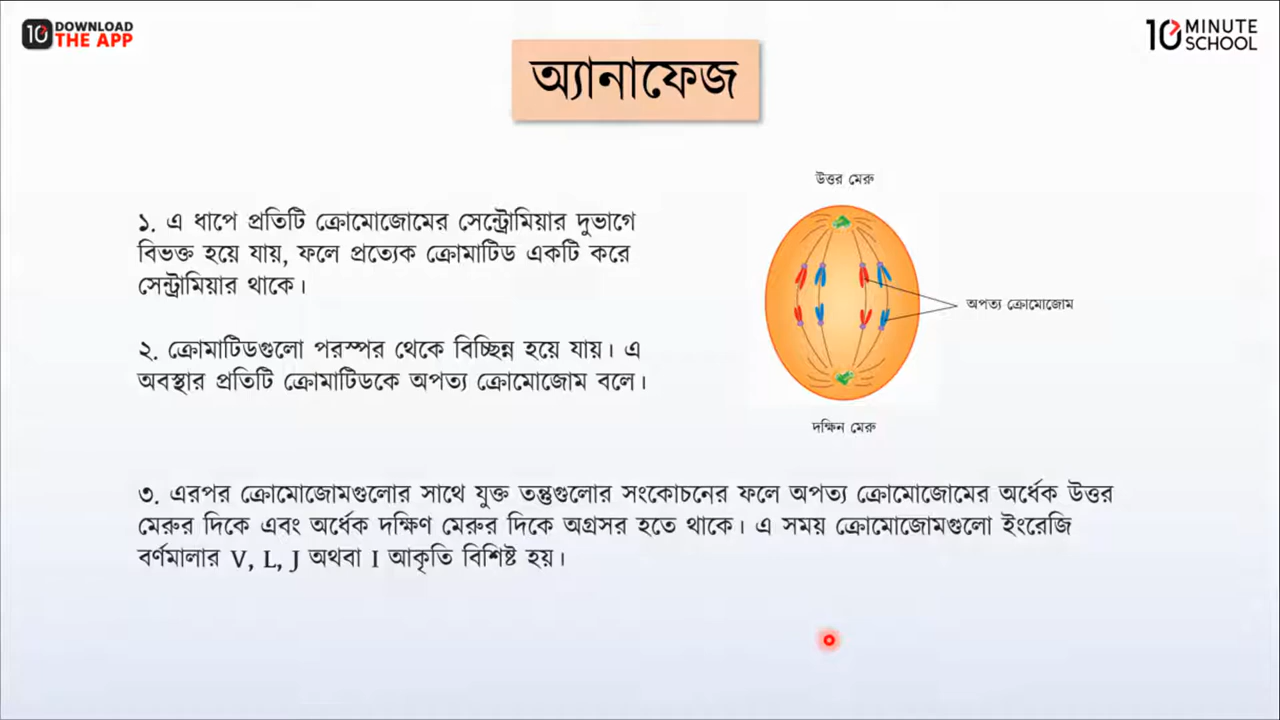 10 DOWNLOAD
THE APP
10 MINUTE
SCHOOL
অ্যানাফেজ
উত্তর মেরু
১. এ ধাপে প্রতিটি ক্রোমোজোমের সেন্ট্রোমিয়ার দুভাগে
বিভক্ত হয়ে যায়, ফলে প্রত্যেক ক্রোমাটিড একটি করে
সেন্ট্রামিয়ার থাকে।
অপত্য ক্রোমোজোম
২. ক্রোমাটিডগুলো পরস্পর থেকে বিচ্ছিন্ন হয়ে যায়। এ
অবস্থার প্রতিটি ক্রোমাটিডকে অপত্য ক্রোমোজোম বলে।
দক্ষিন মেরু
৩. এরপর ক্রোমোজোমগুলোর সাথে যুক্ত তন্তুগুলোর সংকোচনের ফলে অপত্য ক্রোমোজোমের অর্ধেক উত্তর
মেরুর দিকে এবং অর্ধেক দক্ষিণ মেরুর দিকে অগ্রসর হতে থাকে। এ সময় ক্রোমোজোমগুলো ইংরেজি
বর্ণমালার V, L, J অথবা I আকৃতি বিশিষ্ট হয়।